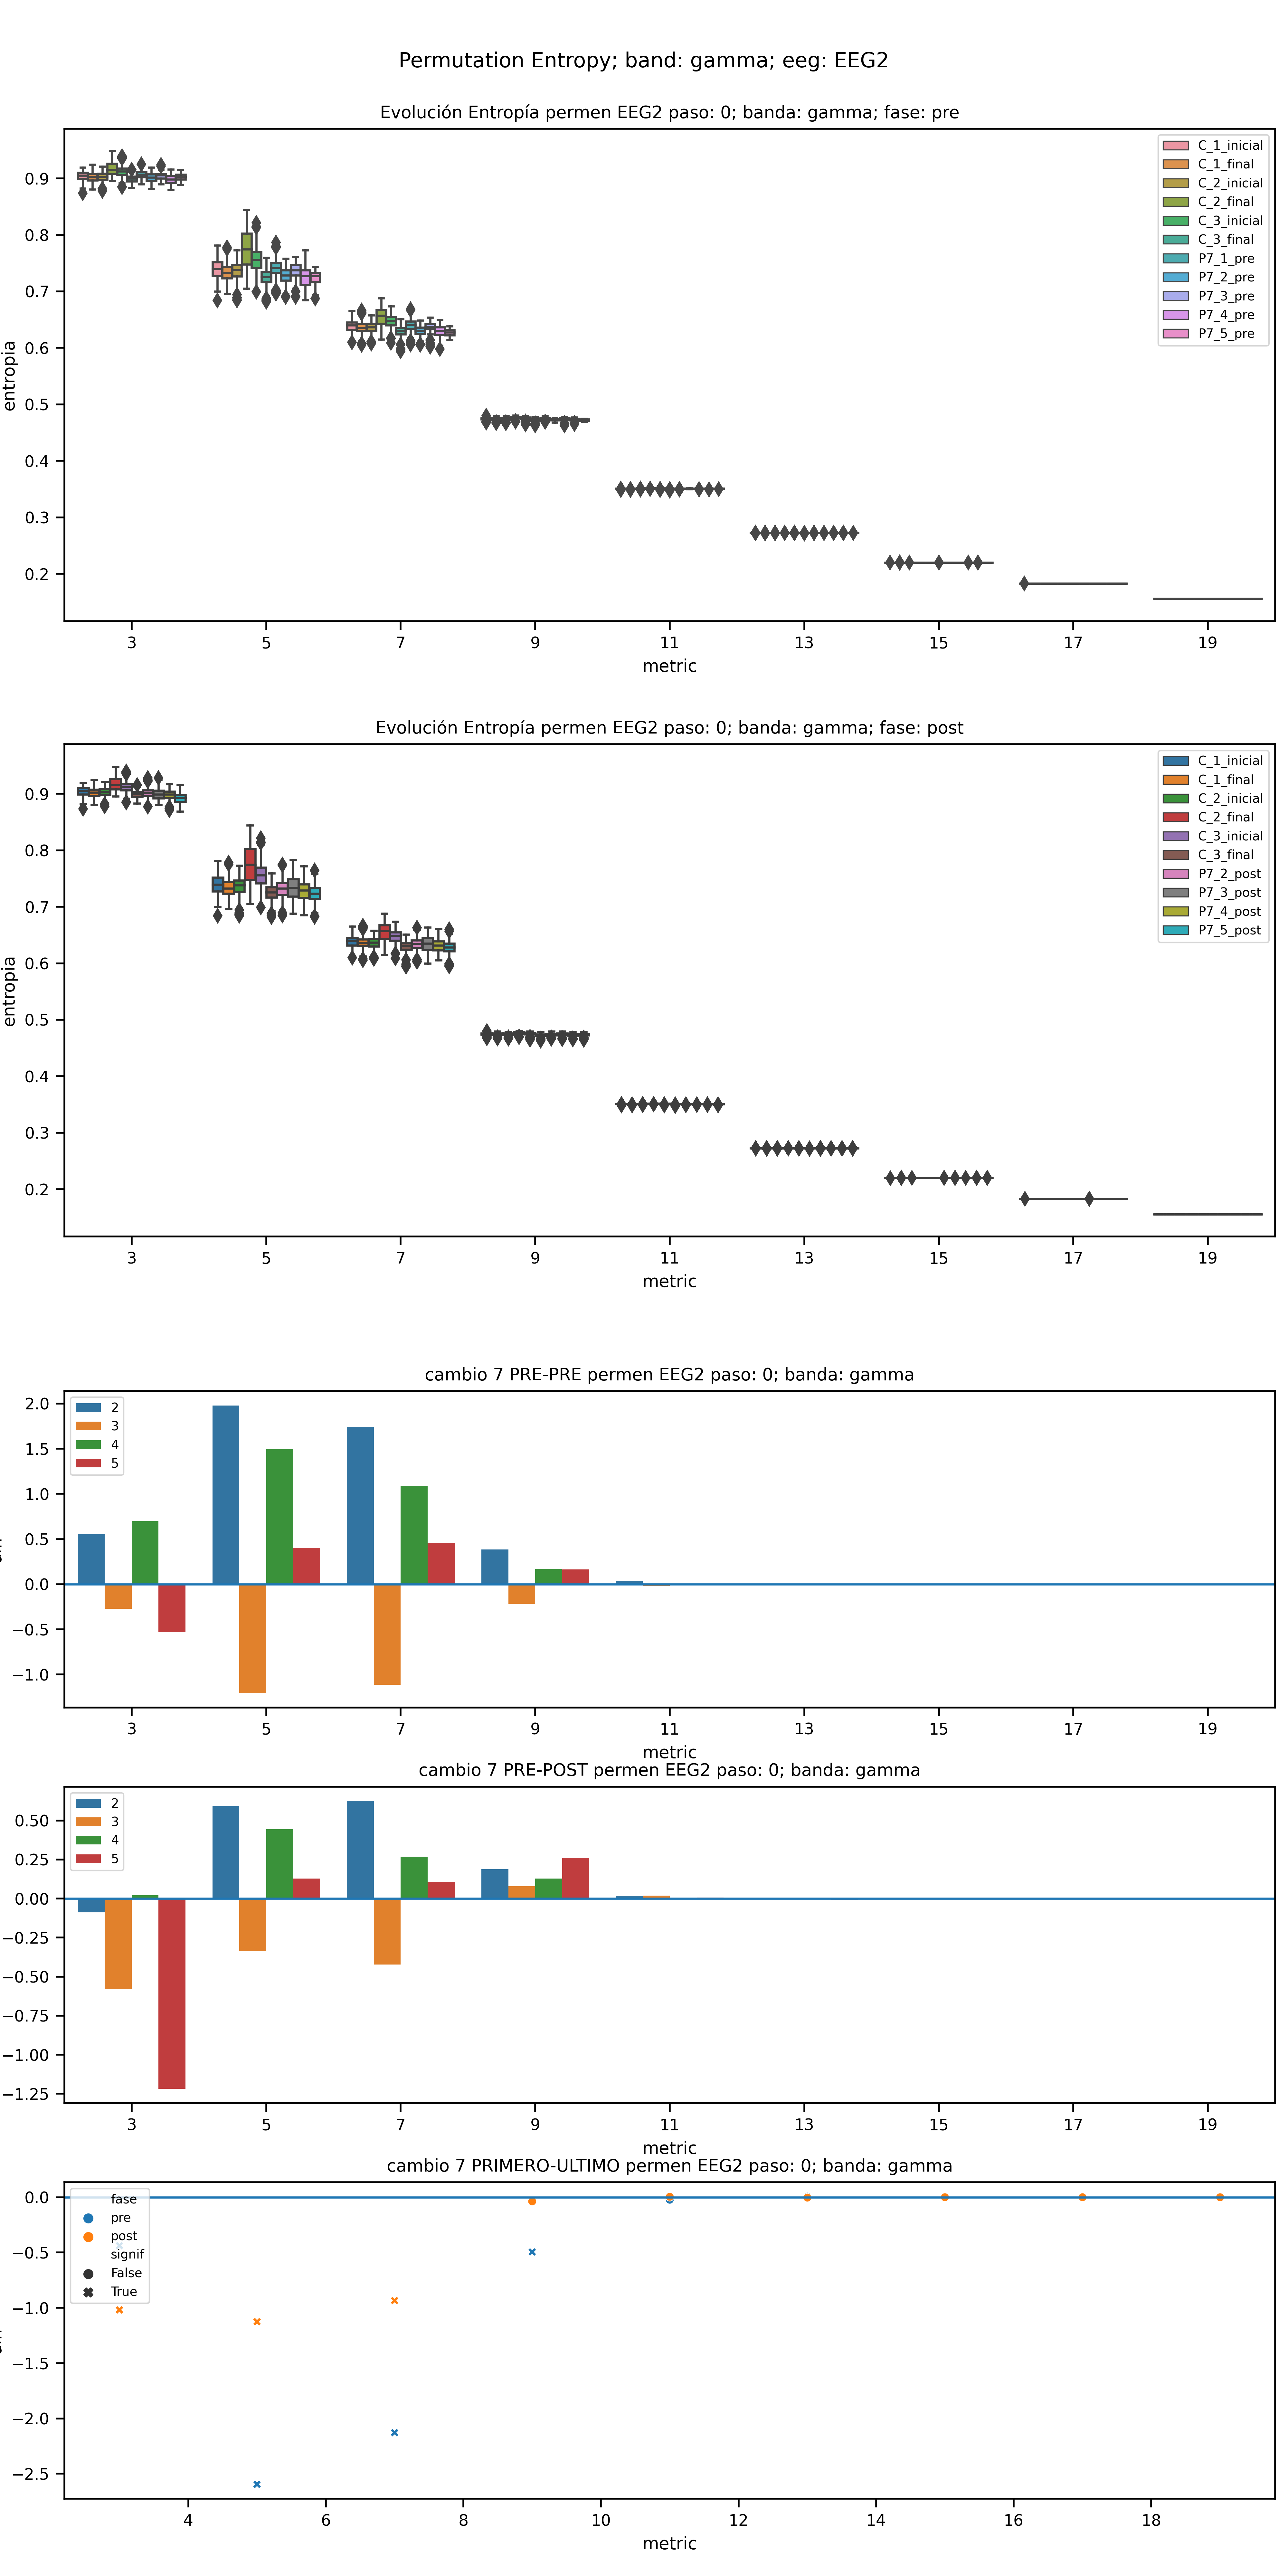 Permutation Entropy; band: gamma; eeg: EEG2
Evolución Entropía permen EEG2 paso: 0; banda: gamma; fase: pre
C_1_inicial
C_1_final
C_2_inicial
C_2_final
C_3_inicial
C_3_final
P7_1_pre
P7_2_pre
P7_3_pre
P7_4_pre
P7_5_pre
entropia
0.9
0.8
0.7
0.6
0.5
0.4
0.3
0.2
3 5 7 9 11 13 15 17 19
metric
Evolución Entropía permen EEG2 paso: 0; banda: gamma; fase: post
C_1_inicial
C_1_final
C_2_inicial
C_2_final
C_3_inicial
C_3_final
P7_2_post
P7_3_post
P7_4_post
P7_5_post
entropia
0.9
0.8
0.7
0.6
0.5
0.4
0.3
0.2
3 5 7 9 11 13 15 17 19
metric
cambio 7 PRE-PRE permen EEG2 paso: 0; banda: gamma
2
3
4
5
2.0
1.5
1.0
0.5
0.0
−0.5
−1.0
3 5 7 9 11 13 15 17 19
metric
cambio 7 PRE-POST permen EEG2 paso: 0; banda: gamma
2
3
4
5
0.50
0.25
0.00
−0.25
−0.50
−0.75
−1.00
−1.25
3 5 7 9 11 13 15 17 19
metric
cambio 7 PRIMERO-ULTIMO permen EEG2 paso: 0; banda: gamma
fase
pre
post
signif
False
True
0.0
−0.5
−1.0
−1.5
−2.0
−2.5
4 6 8 10 12 14 16 18
metric